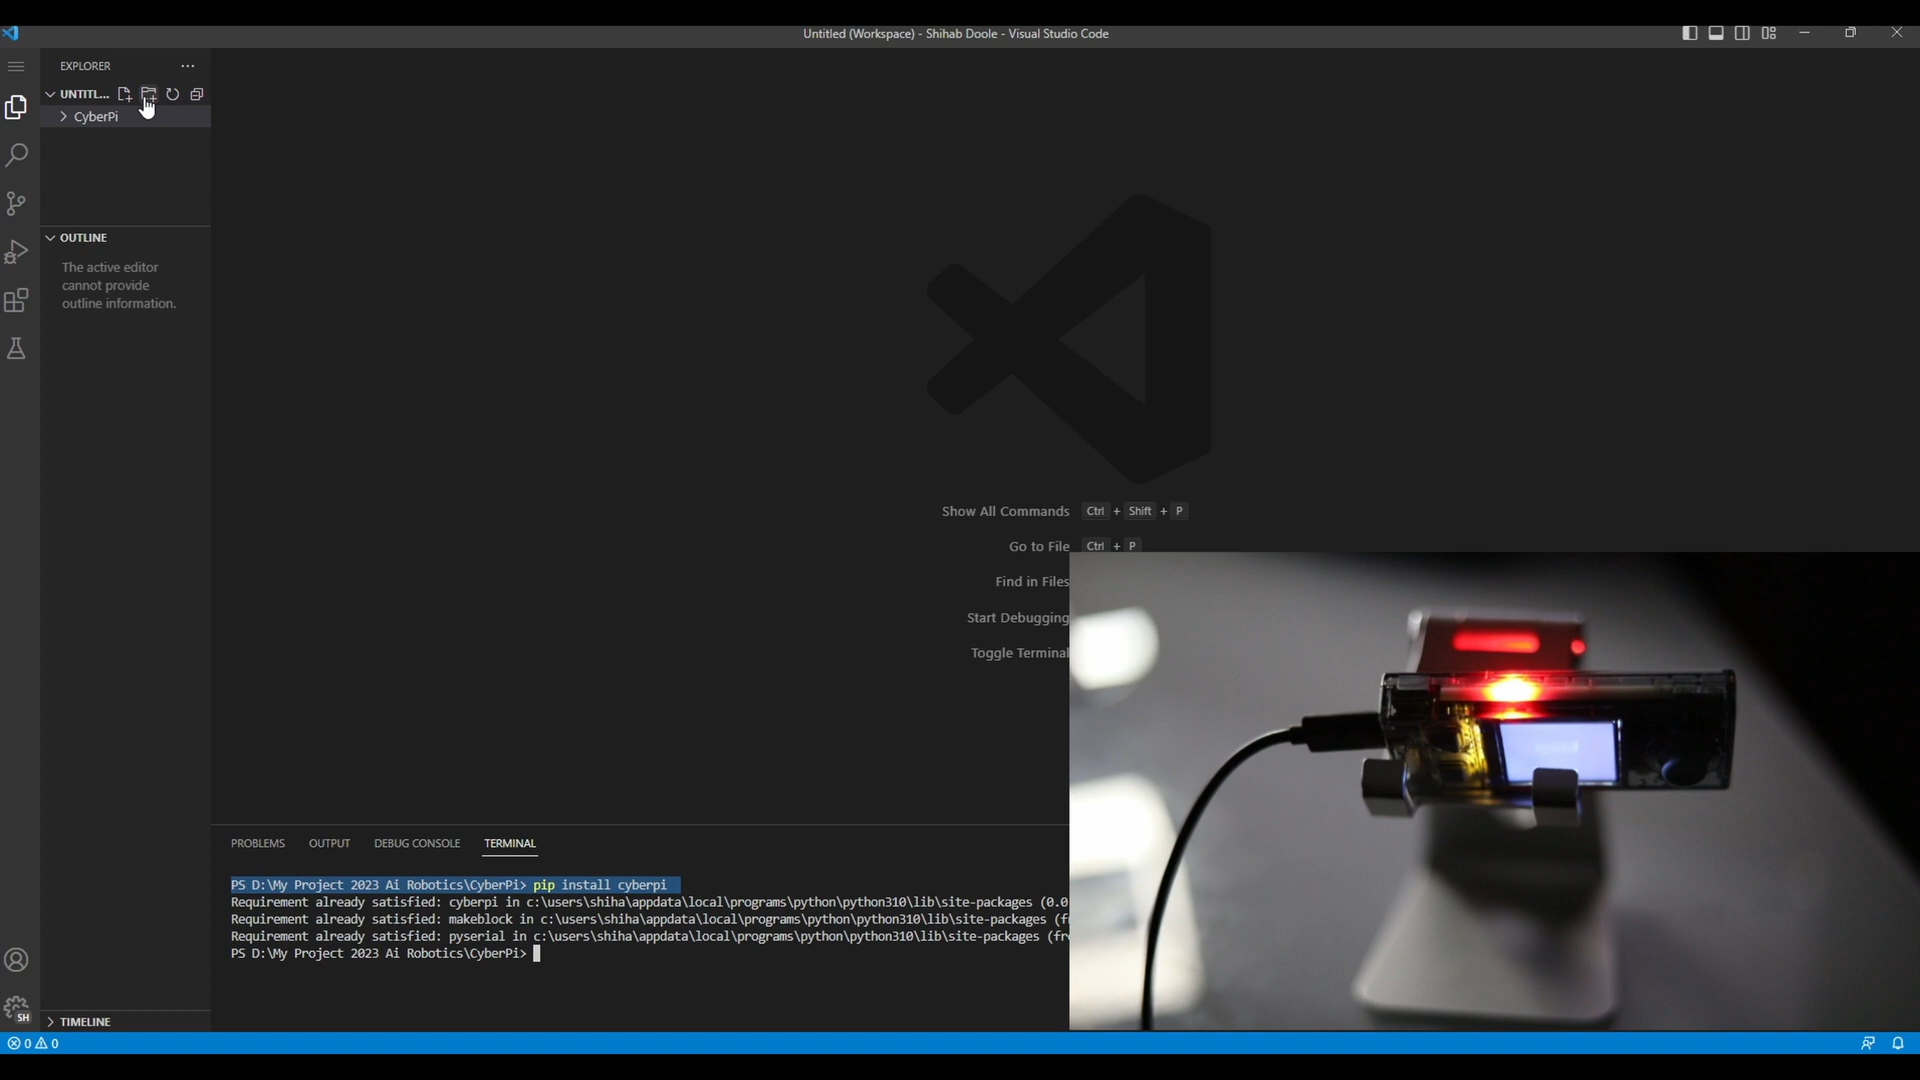 Untitled (Workspace) - Shihab Doole - Visual Studio Code
EXPLORER
UNTITL...
CyberPi
OUTLINE
The active editor
cannot provide
outline information.
Show All Commands Ctrl + Shift + P
Go to File Ctrl + P
Find in Files
Start Debugging
Toggle Terminal
PROBLEMS OUTPUT DEBUG CONSOLE TERMINAL
PS D:\My Project 2023 Ai Robotics\CyberPi> pip install cyberpi
Requirement already satisfied: cyberpi in c:\users\shiha\appdata\local\programs\python\python310\lib\site-packages (0.0
Requirement already satisfied: makeblock in c:\users\shiha\appdata\local\programs\python\python310\lib\site-packages (f
Requirement already satisfied: pyserial in c:\users\shiha\appdata\local\programs\python\python310\lib\site-packages (fr
PS D:\My Project 2023 Ai Robotics\CyberPi>
SH
TIMELINE
0 0